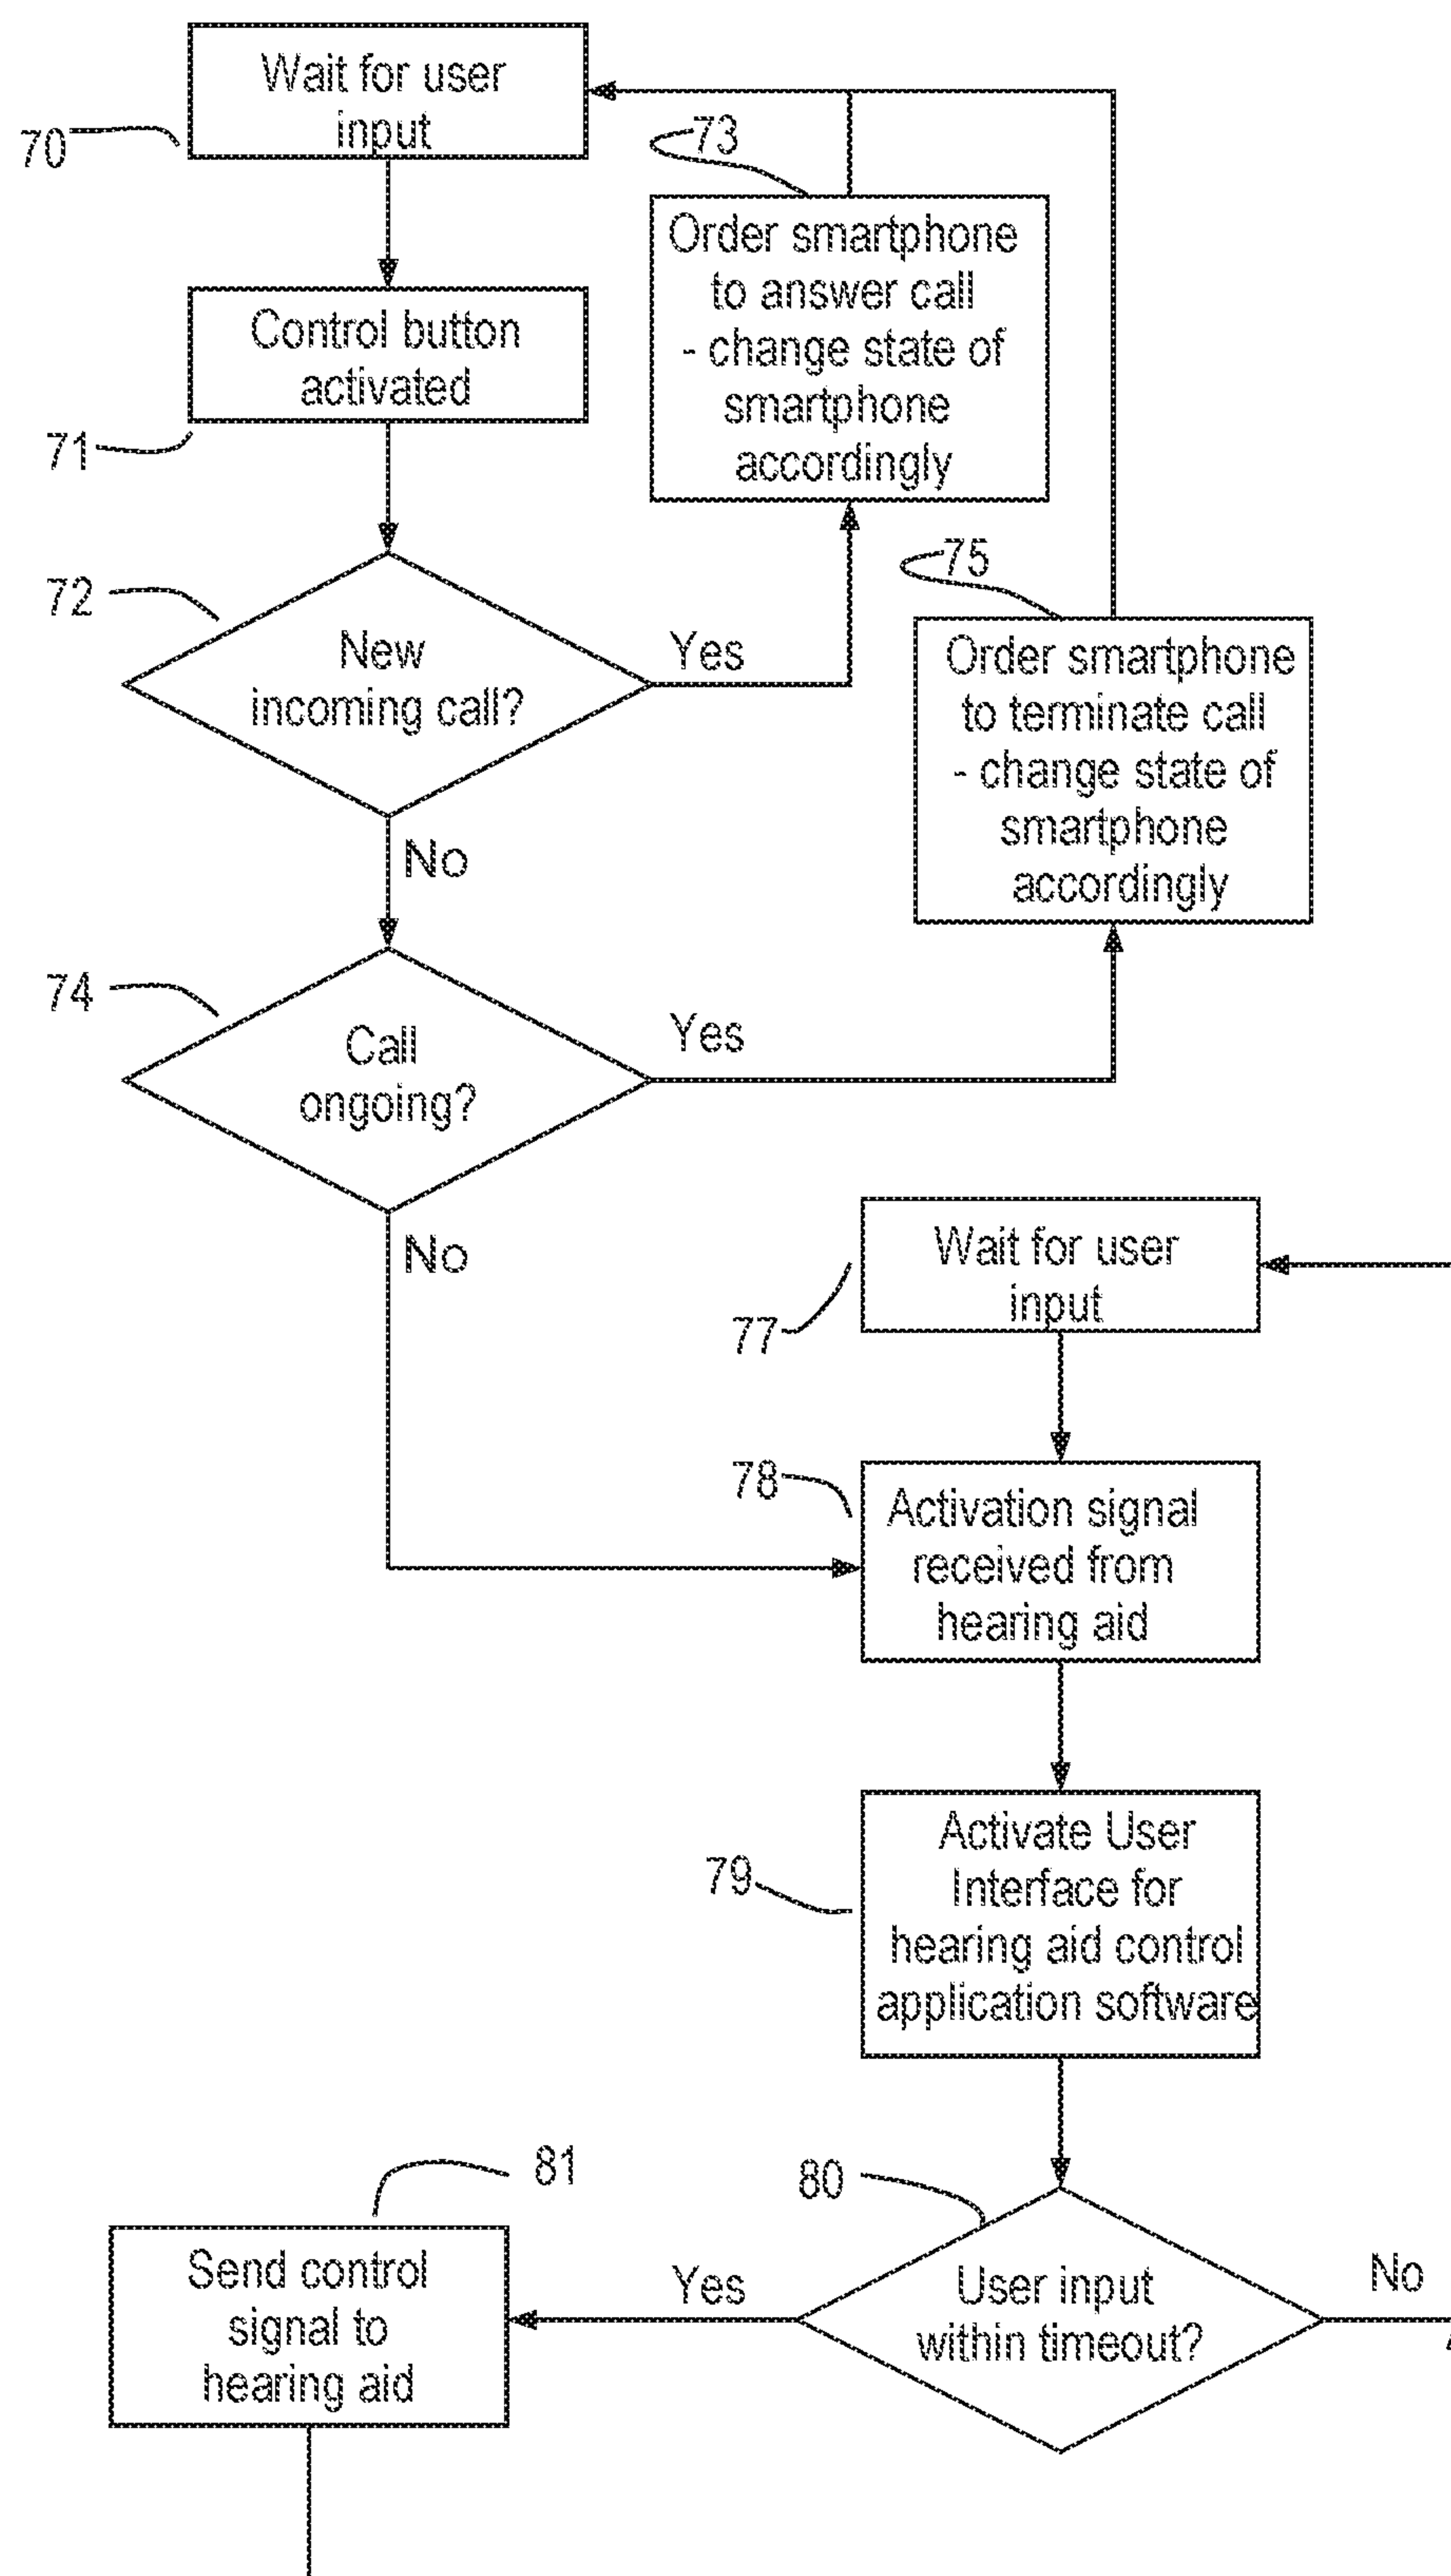 Wait for user
input
70
73
Order smartphone
to answer call
- change state of
smartphone
accordingly
Control button
activated
71
72
New
incoming call?
Yes
75
Order smartphone
to terminate call
- change state of
smartphone
accordingly
No
74
Call
ongoing?
Yes
No
Wait for user
input
77
78
Activation signal
received from
hearing aid
79
Activate User
Interface for
hearing aid control
application software
81
80
Send control
signal to
hearing aid
Yes
User input
within timeout?
No